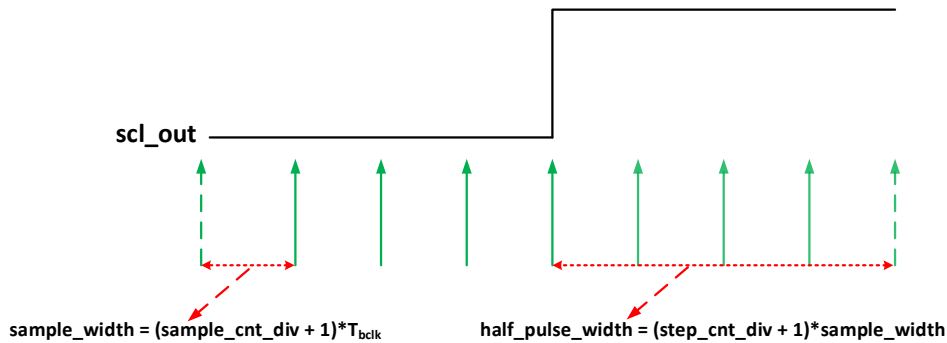 scl_out
sample_width = (sample_cnt_div + 1)*Tbclk
half_pulse_width = (step_cnt_div + 1)*sample_width